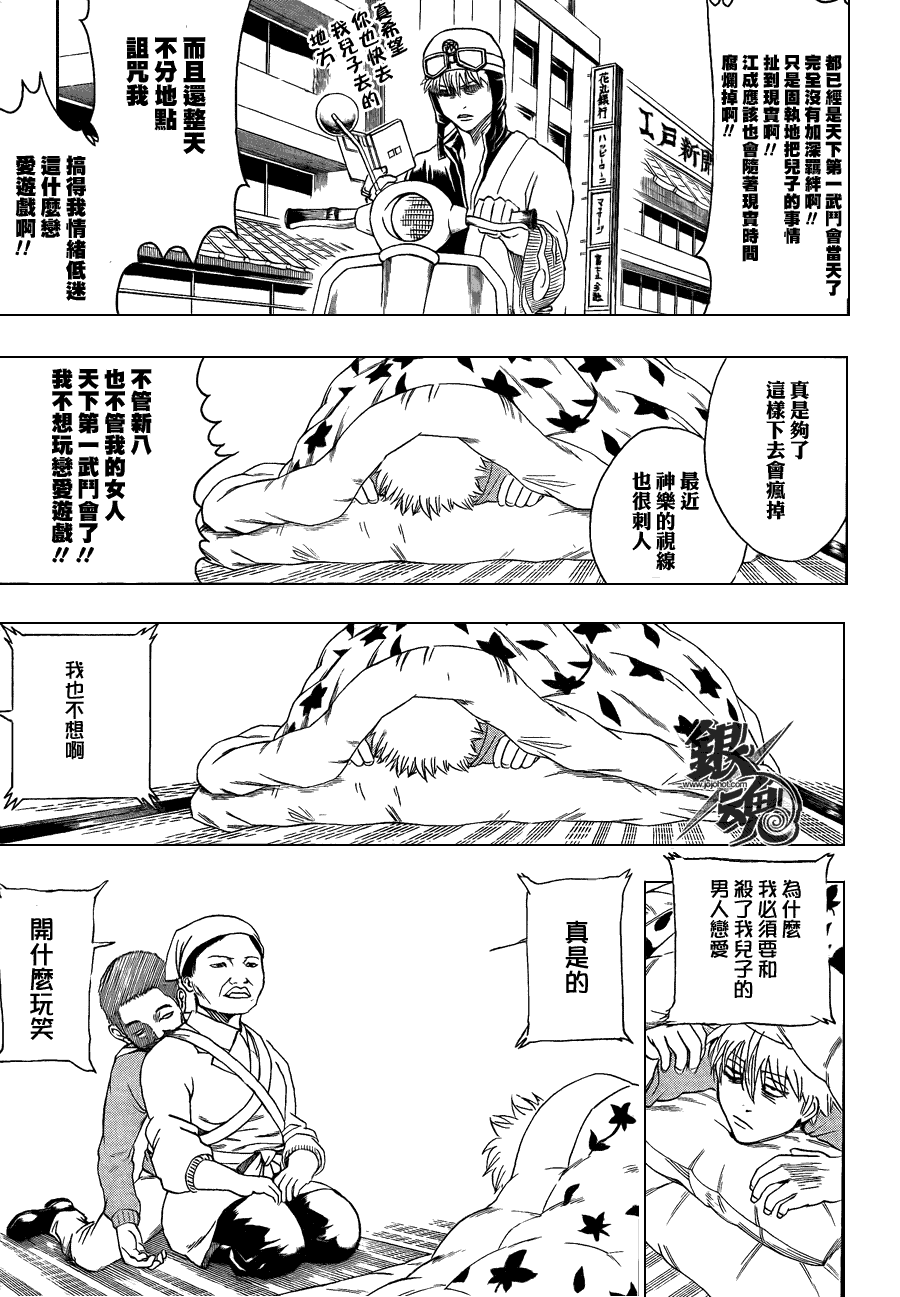 都已經是天下第一武鬥會當天了
完全沒有加深羈絆啊!!
只是固執地把兒子的事情
扯到現實啊!!
江成應該也會隨著現實時間
腐爛掉啊!!
江戸新聞
花丸銀行
真希望
你也快去
我兒子去的
地方
而且還整天
不分地點
詛咒我
搞得我情緒低迷
這什麼戀
愛遊戲啊!!
真是夠了
這樣下去會瘋掉
最近
神樂的視線
也很刺人
不管新八
也不管我的女人
天下第一武鬥會了!!
我不想玩戀愛遊戲!!
我也不想啊
銀魂
www.jojohot.com
為什麼
我必須要和
殺了我兒子的
男人戀愛
真是的
開什麼玩笑